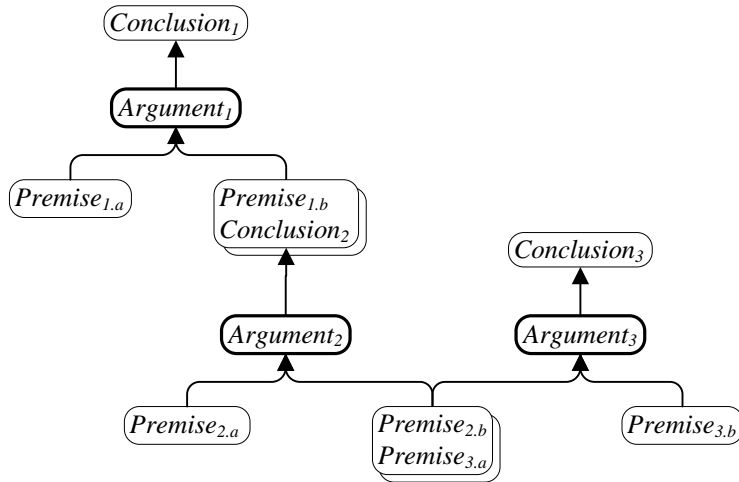 Conclusion₁
Argument₁
Premise₁.ₐ
Premise₁.b
Conclusion₂
Conclusion₃
Argument₂
Argument₃
Premise₂.ₐ
Premise₂.b
Premise₃.ₐ
Premise₃.b